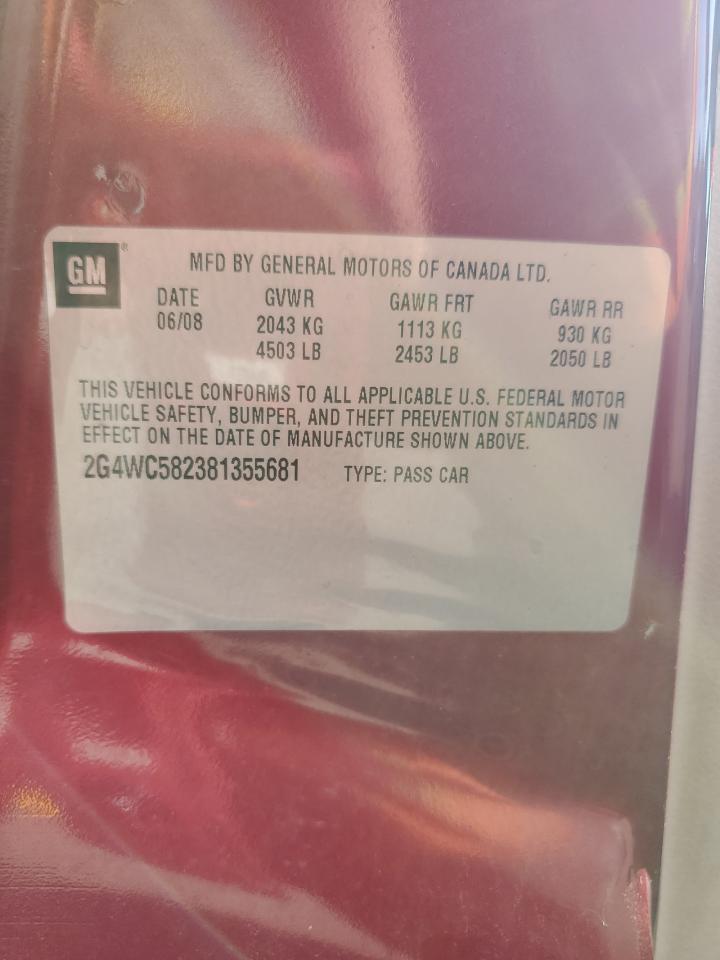 GM®
MFD BY GENERAL MOTORS OF CANADA LTD.
DATE GVWR GAWR FRT GAWR RR
06/08 2043 KG 1113 KG 930 KG
4503 LB 2453 LB 2050 LB
THIS VEHICLE CONFORMS TO ALL APPLICABLE U.S. FEDERAL MOTOR
VEHICLE SAFETY, BUMPER, AND THEFT PREVENTION STANDARDS IN
EFFECT ON THE DATE OF MANUFACTURE SHOWN ABOVE.
2G4WC582381355681 TYPE: PASS CAR